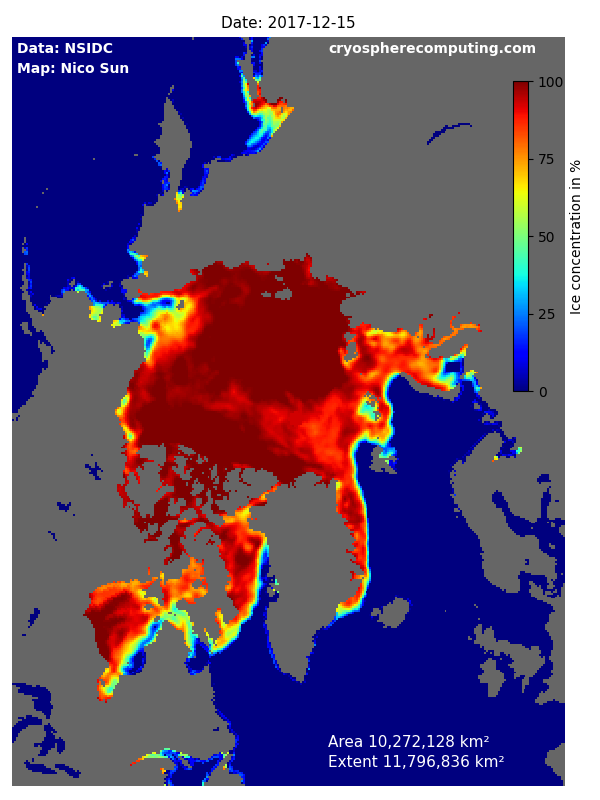 Date: 2017-12-15
Data: NSIDC
Map: Nico Sun
cryospherecomputing.com
100
75
50
25
0
Ice concentration in %
Area 10,272,128 km²
Extent 11,796,836 km²